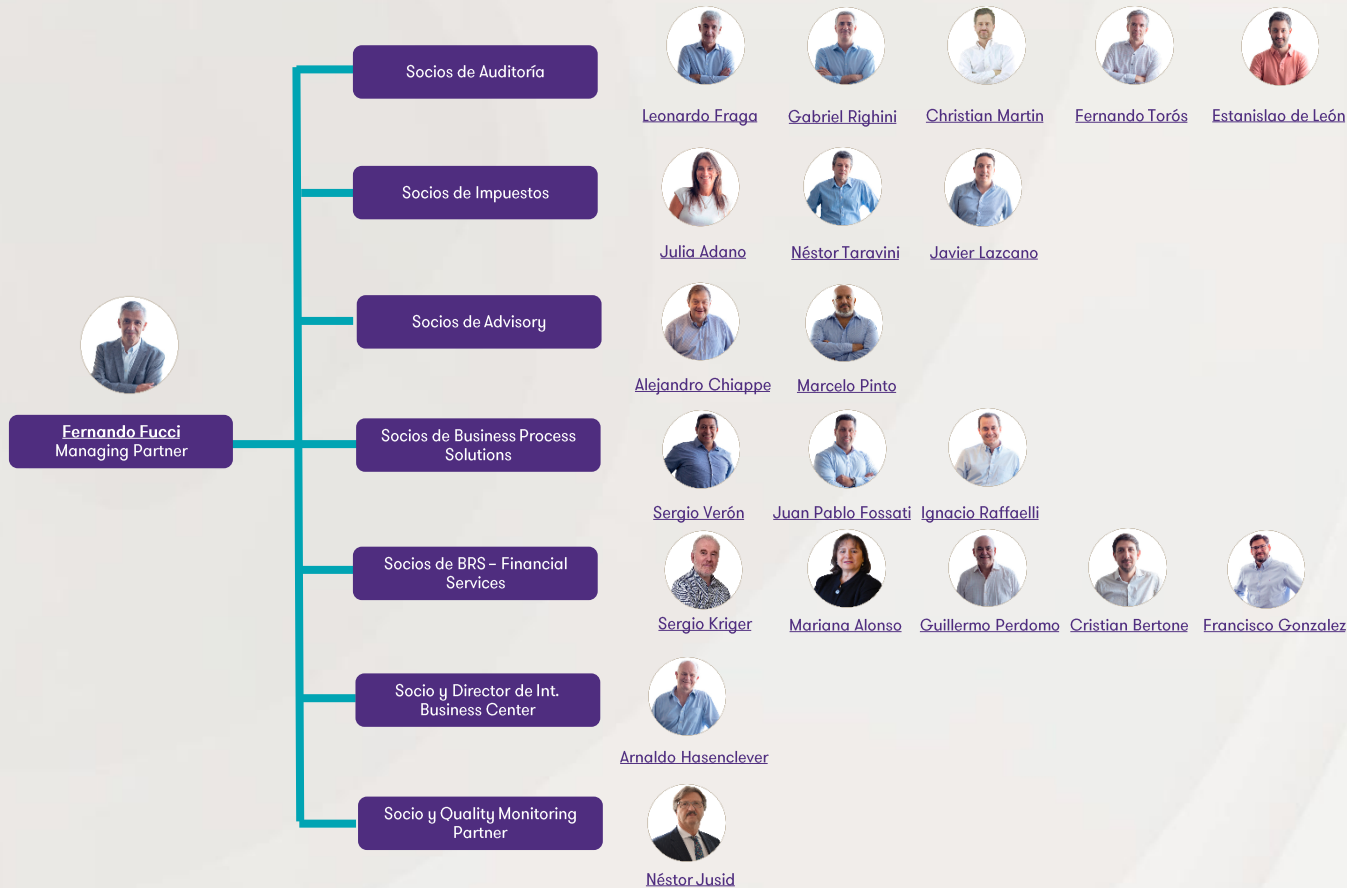 Socios de Auditoría
Leonardo Fraga
Gabriel Righini
Christian Martin
Fernando Torós
Estanislao de León
Socios de Impuestos
Julia Adano
Néstor Taravini
Javier Lazcano
Socios de Advisory
Alejandro Chiappe
Marcelo Pinto
Fernando Fucci
Managing Partner
Socios de Business Process
Solutions
Sergio Verón
Juan Pablo Fossati
Ignacio Raffaelli
Socios de BRS – Financial
Services
Sergio Kriger
Mariana Alonso
Guillermo Perdomo
Cristian Bertone
Francisco Gonzalez
Socio y Director de Int.
Business Center
Arnaldo Hasenclever
Socio y Quality Monitoring
Partner
Néstor Jusid